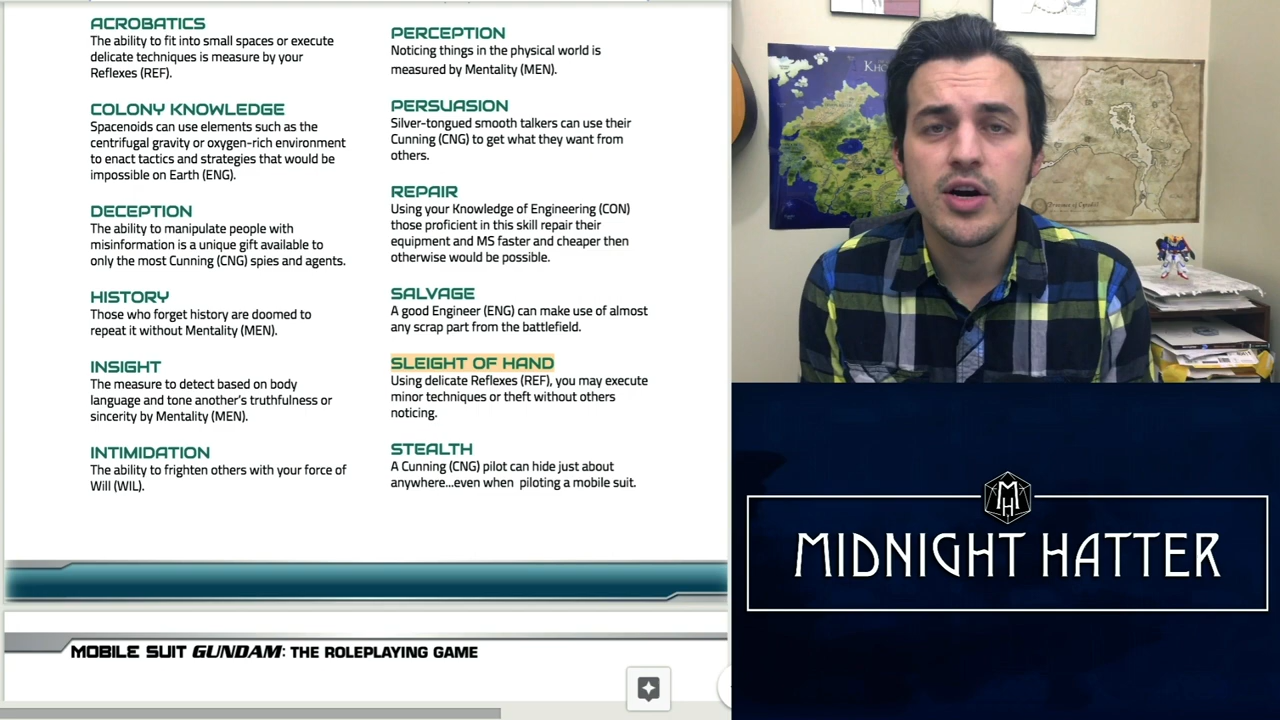 ACROBATICS
The ability to fit into small spaces or execute
delicate techniques is measure by your
Reflexes (REF).
COLONY KNOWLEDGE
Spacenoids can use elements such as the
centrifugal gravity or oxygen-rich environment
to enact tactics and strategies that would be
impossible on Earth (ENG).
DECEPTION
The ability to manipulate people with
misinformation is a unique gift available to
only the most Cunning (CNG) spies and agents.
HISTORY
Those who forget history are doomed to
repeat it without Mentality (MEN).
INSIGHT
The measure to detect based on body
language and tone another's truthfulness or
sincerity by Mentality (MEN).
INTIMIDATION
The ability to frighten others with your force of
Will (WIL).
PERCEPTION
Noticing things in the physical world is
measured by Mentality (MEN).
PERSUASION
Silver-tongued smooth talkers can use their
Cunning (CNG) to get what they want from
others.
REPAIR
Using your Knowledge of Engineering (CON)
those proficient in this skill repair their
equipment and MS faster and cheaper then
otherwise would be possible.
SALVAGE
A good Engineer (ENG) can make use of almost
any scrap part from the battlefield.
SLEIGHT OF HAND
Using delicate Reflexes (REF), you may execute
minor techniques or theft without others
noticing.
STEALTH
A Cunning (CNG) pilot can hide just about
anywhere...even when piloting a mobile suit.
MOBILE SUIT GUNDAM: THE ROLEPLAYING GAME
MH
MIDNIGHT HATTER